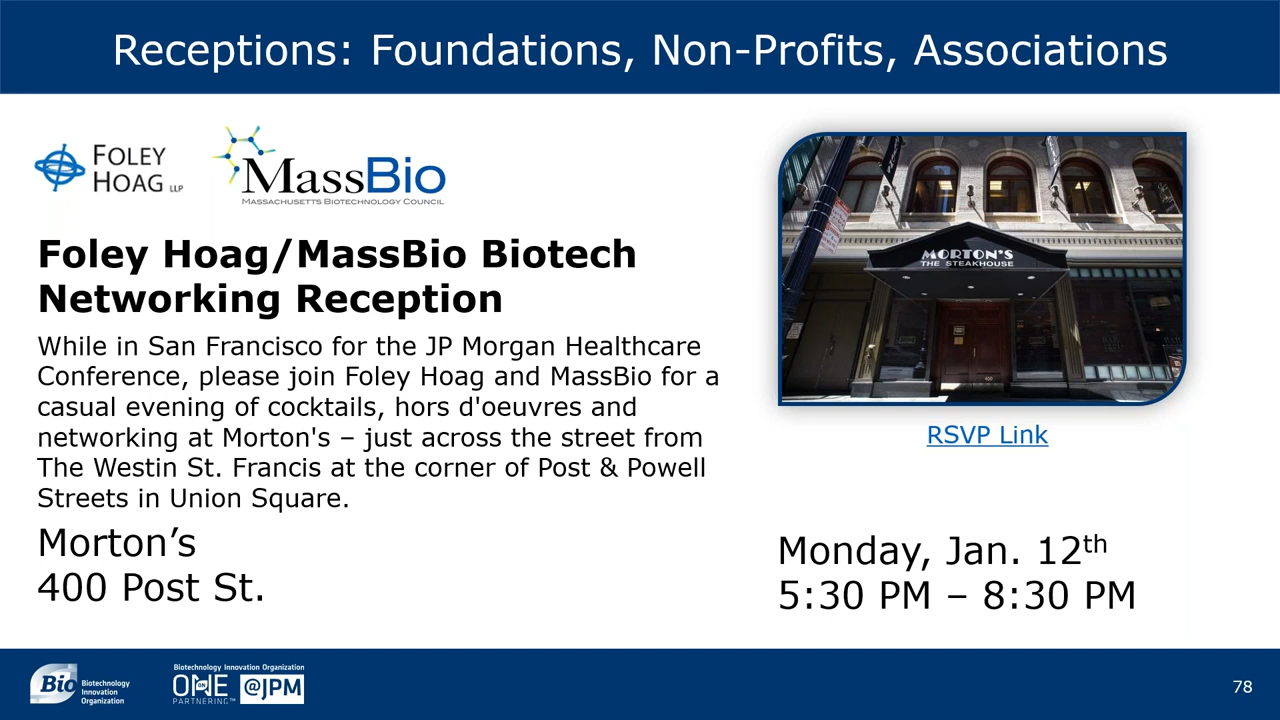 Receptions: Foundations, Non-Profits, Associations
FOLEY
HOAG LLP
MassBio
MASSACHUSETTS BIOTECHNOLOGY COUNCIL
Foley Hoag/MassBio Biotech
Networking Reception
While in San Francisco for the JP Morgan Healthcare
Conference, please join Foley Hoag and MassBio for a
casual evening of cocktails, hors d'oeuvres and
networking at Morton's – just across the street from
The Westin St. Francis at the corner of Post & Powell
Streets in Union Square.
Morton’s
400 Post St.
MORTON'S
THE STEAKHOUSE
400
RSVP Link
Monday, Jan. 12th
5:30 PM – 8:30 PM
Bio
Biotechnology
Innovation
Organization
Biotechnology Innovation Organization
ONE
ON
PARTNERING™
@JPM
78